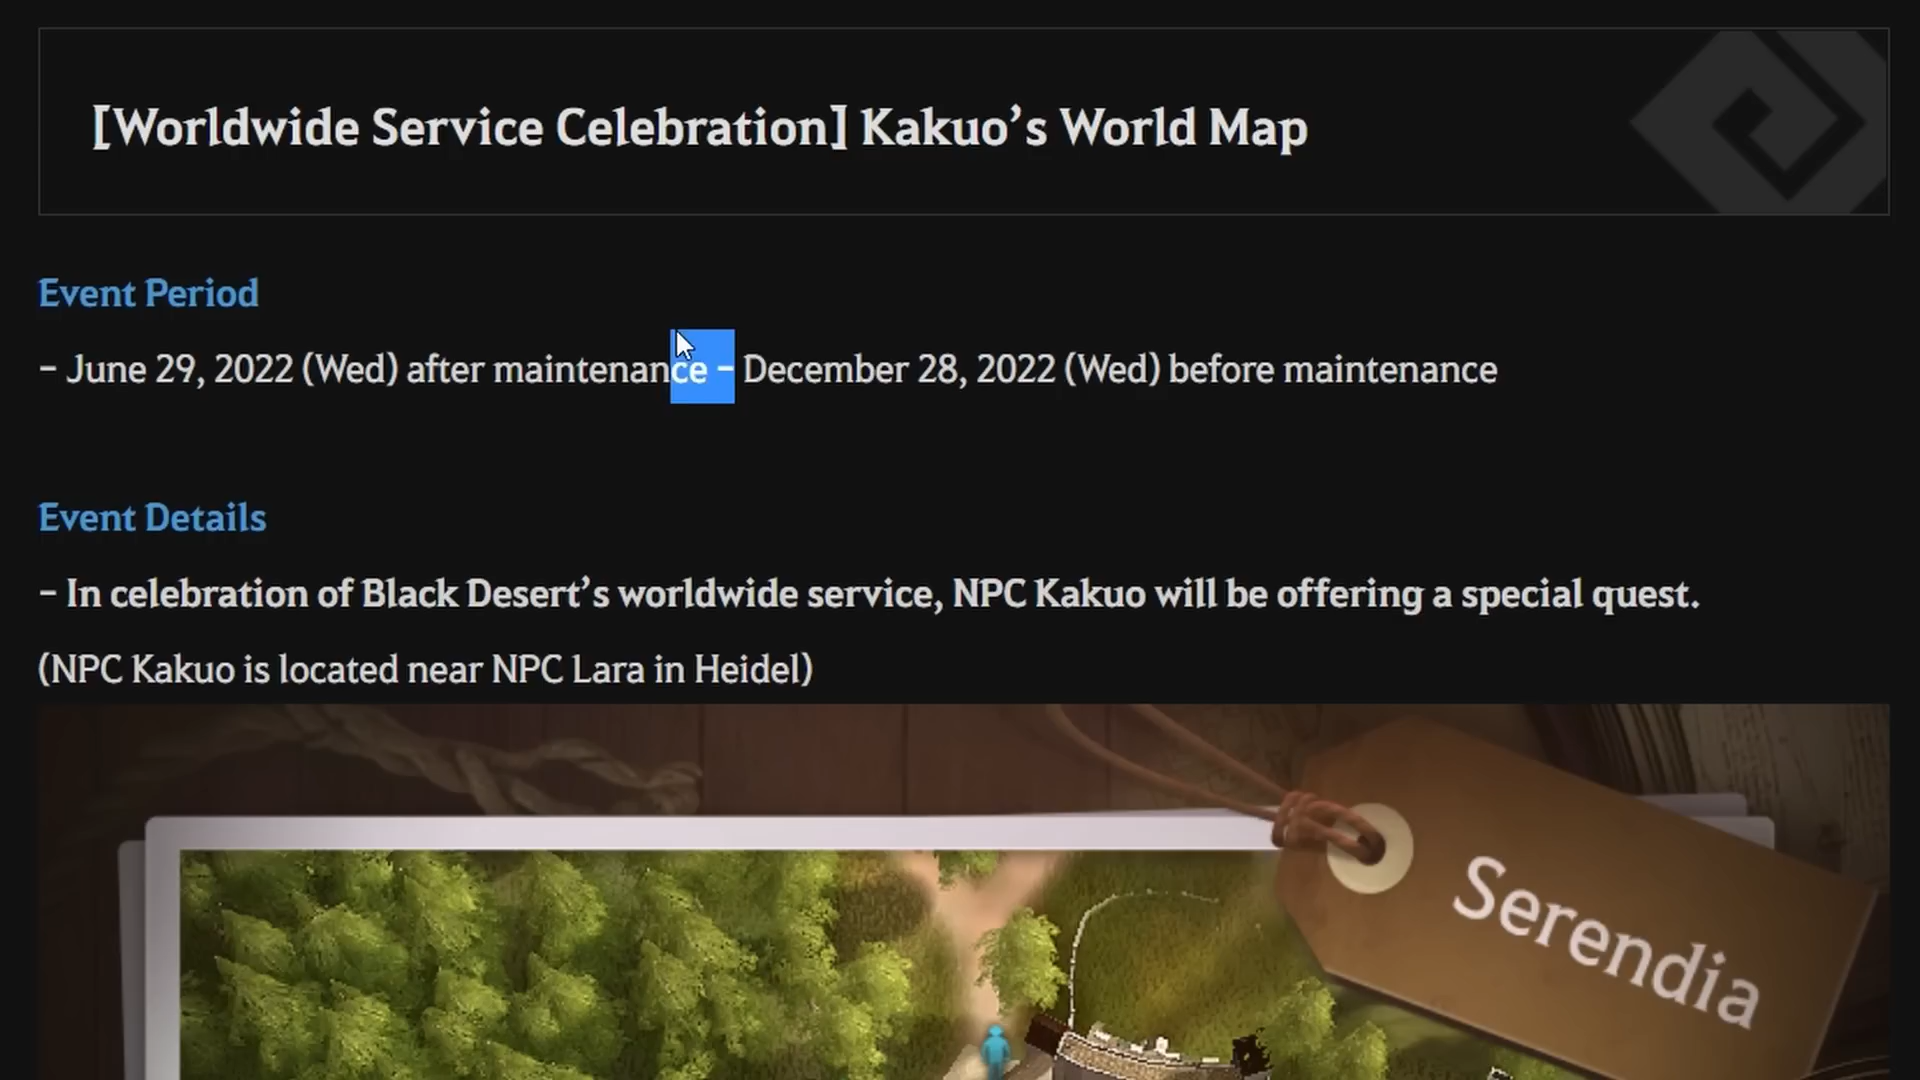 [Worldwide Service Celebration] Kakuo’s World Map
Event Period
– June 29, 2022 (Wed) after maintenance – December 28, 2022 (Wed) before maintenance
Event Details
– In celebration of Black Desert’s worldwide service, NPC Kakuo will be offering a special quest.
(NPC Kakuo is located near NPC Lara in Heidel)
Serendia